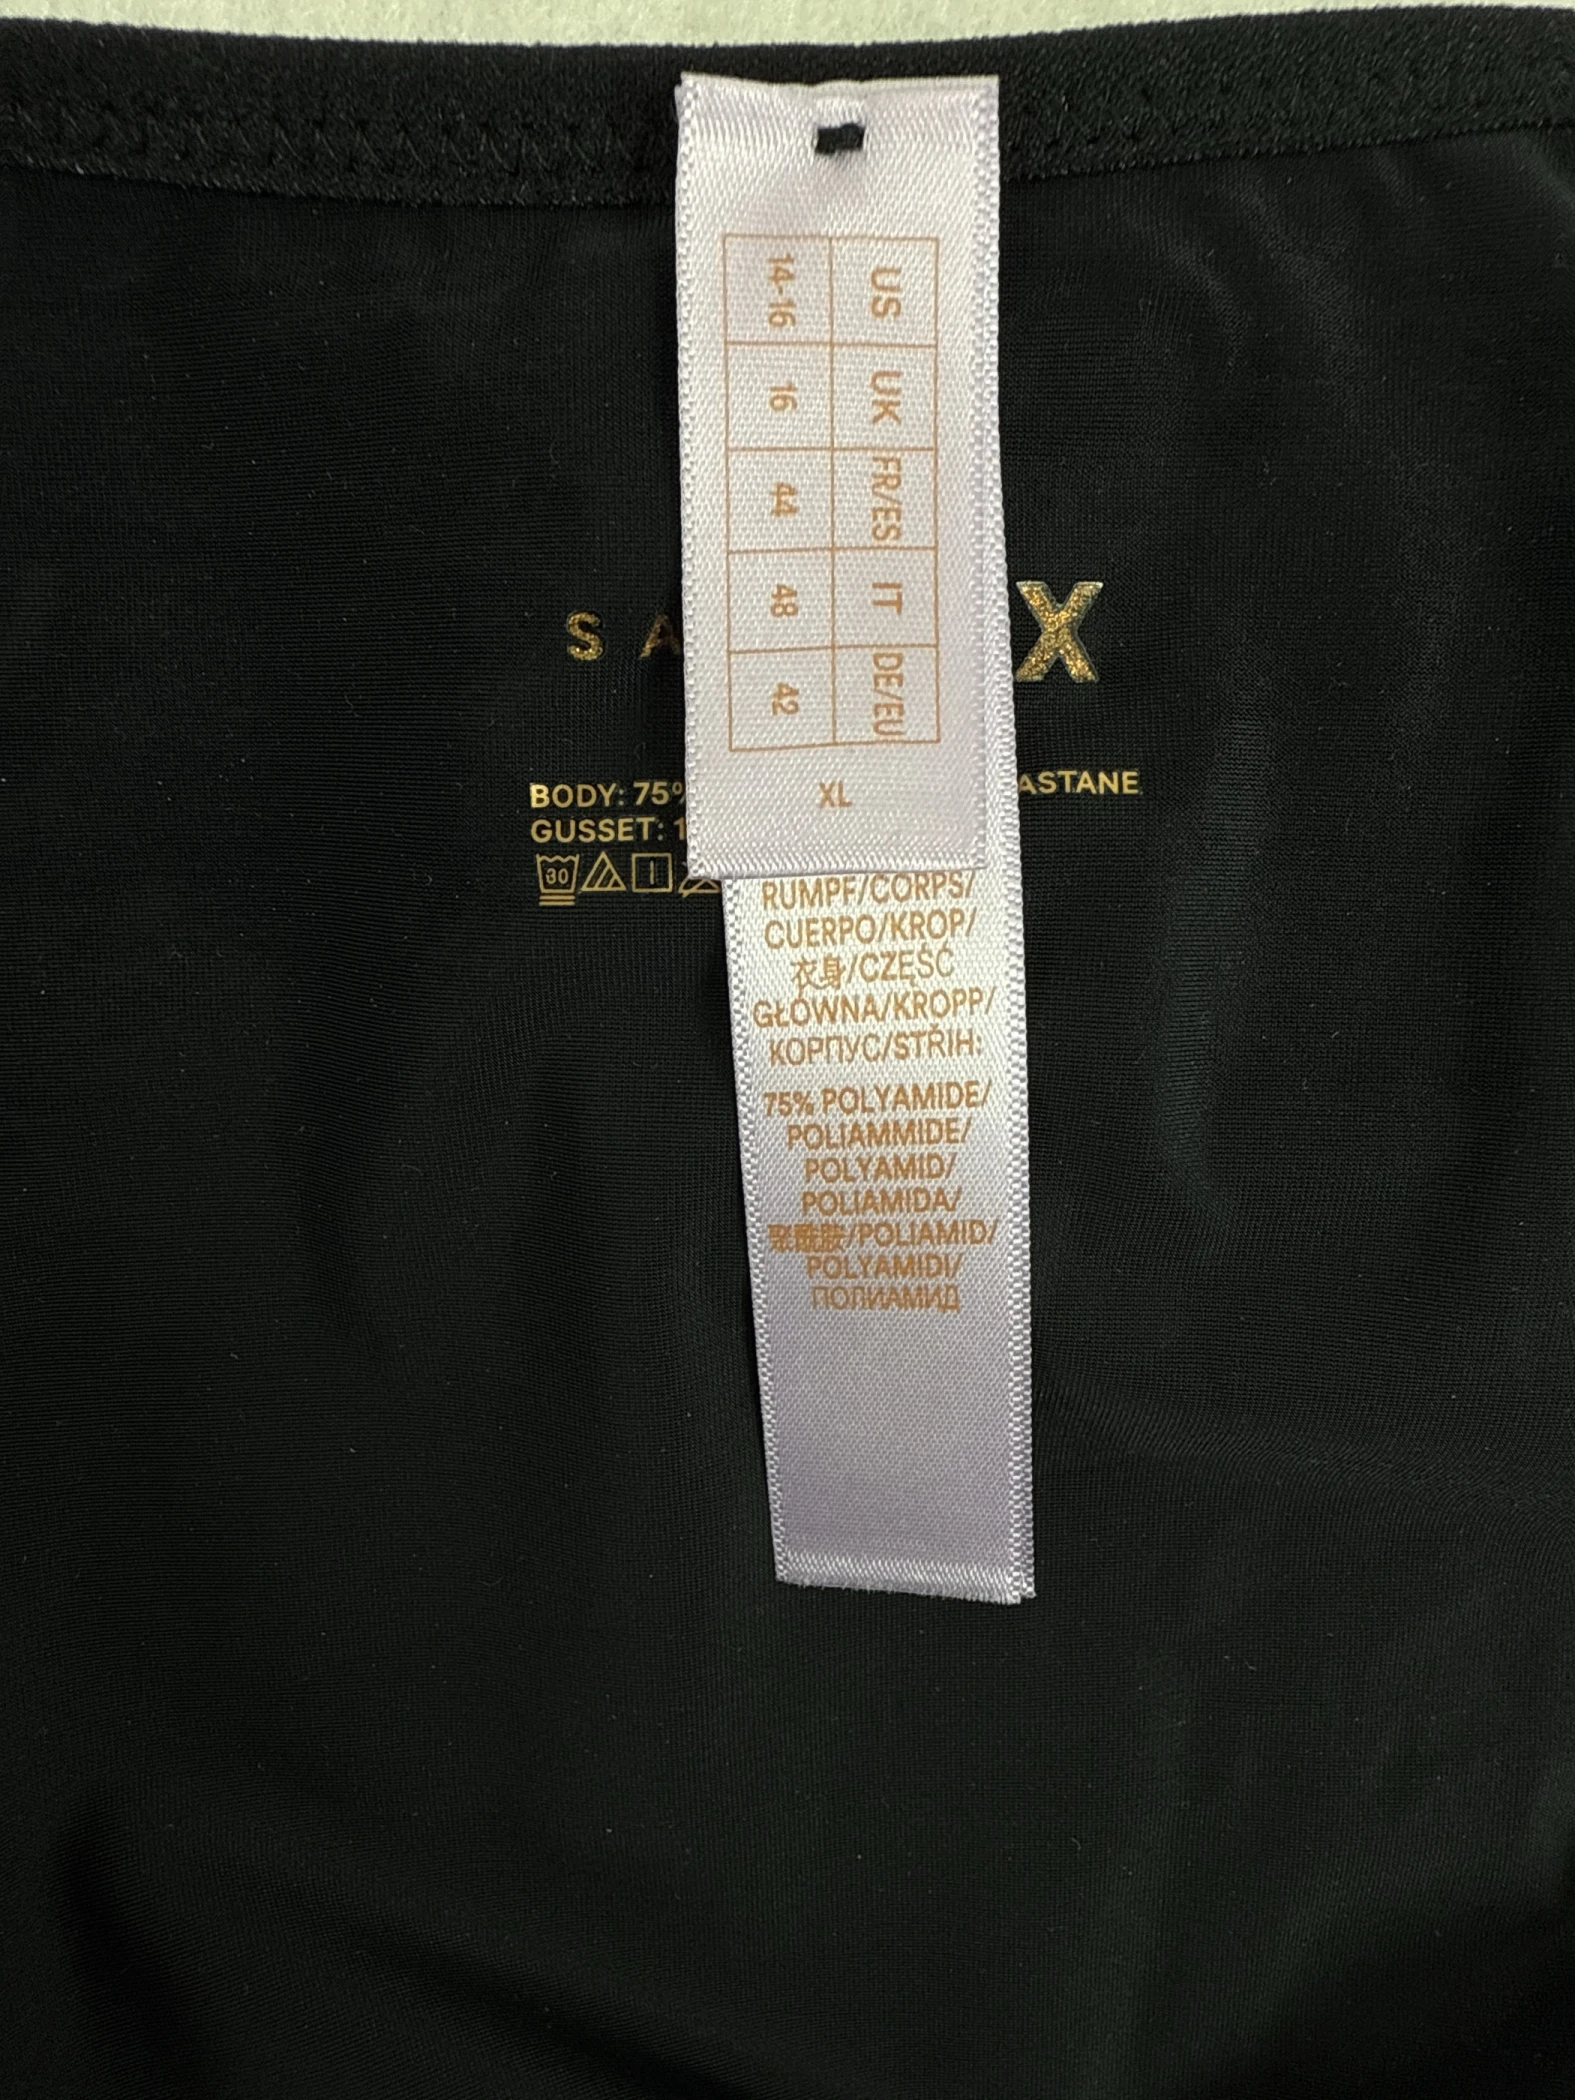 US UK FR/ES IT DE/EU
14-16 16 44 48 42
XL
S A X
BODY: 75% ASTANE
GUSSET: 1
30
RUMPF/CORPS/
CUERPO/KROP/
衣身/CZĘŚĆ
GŁÓWNA/KROPP/
КОРПУС/STŘIH:
75% POLYAMIDE/
POLIAMMIDE/
POLYAMID/
POLIAMIDA/
聚酰胺/POLIAMID/
POLYAMIDI/
ПОЛИАМИД